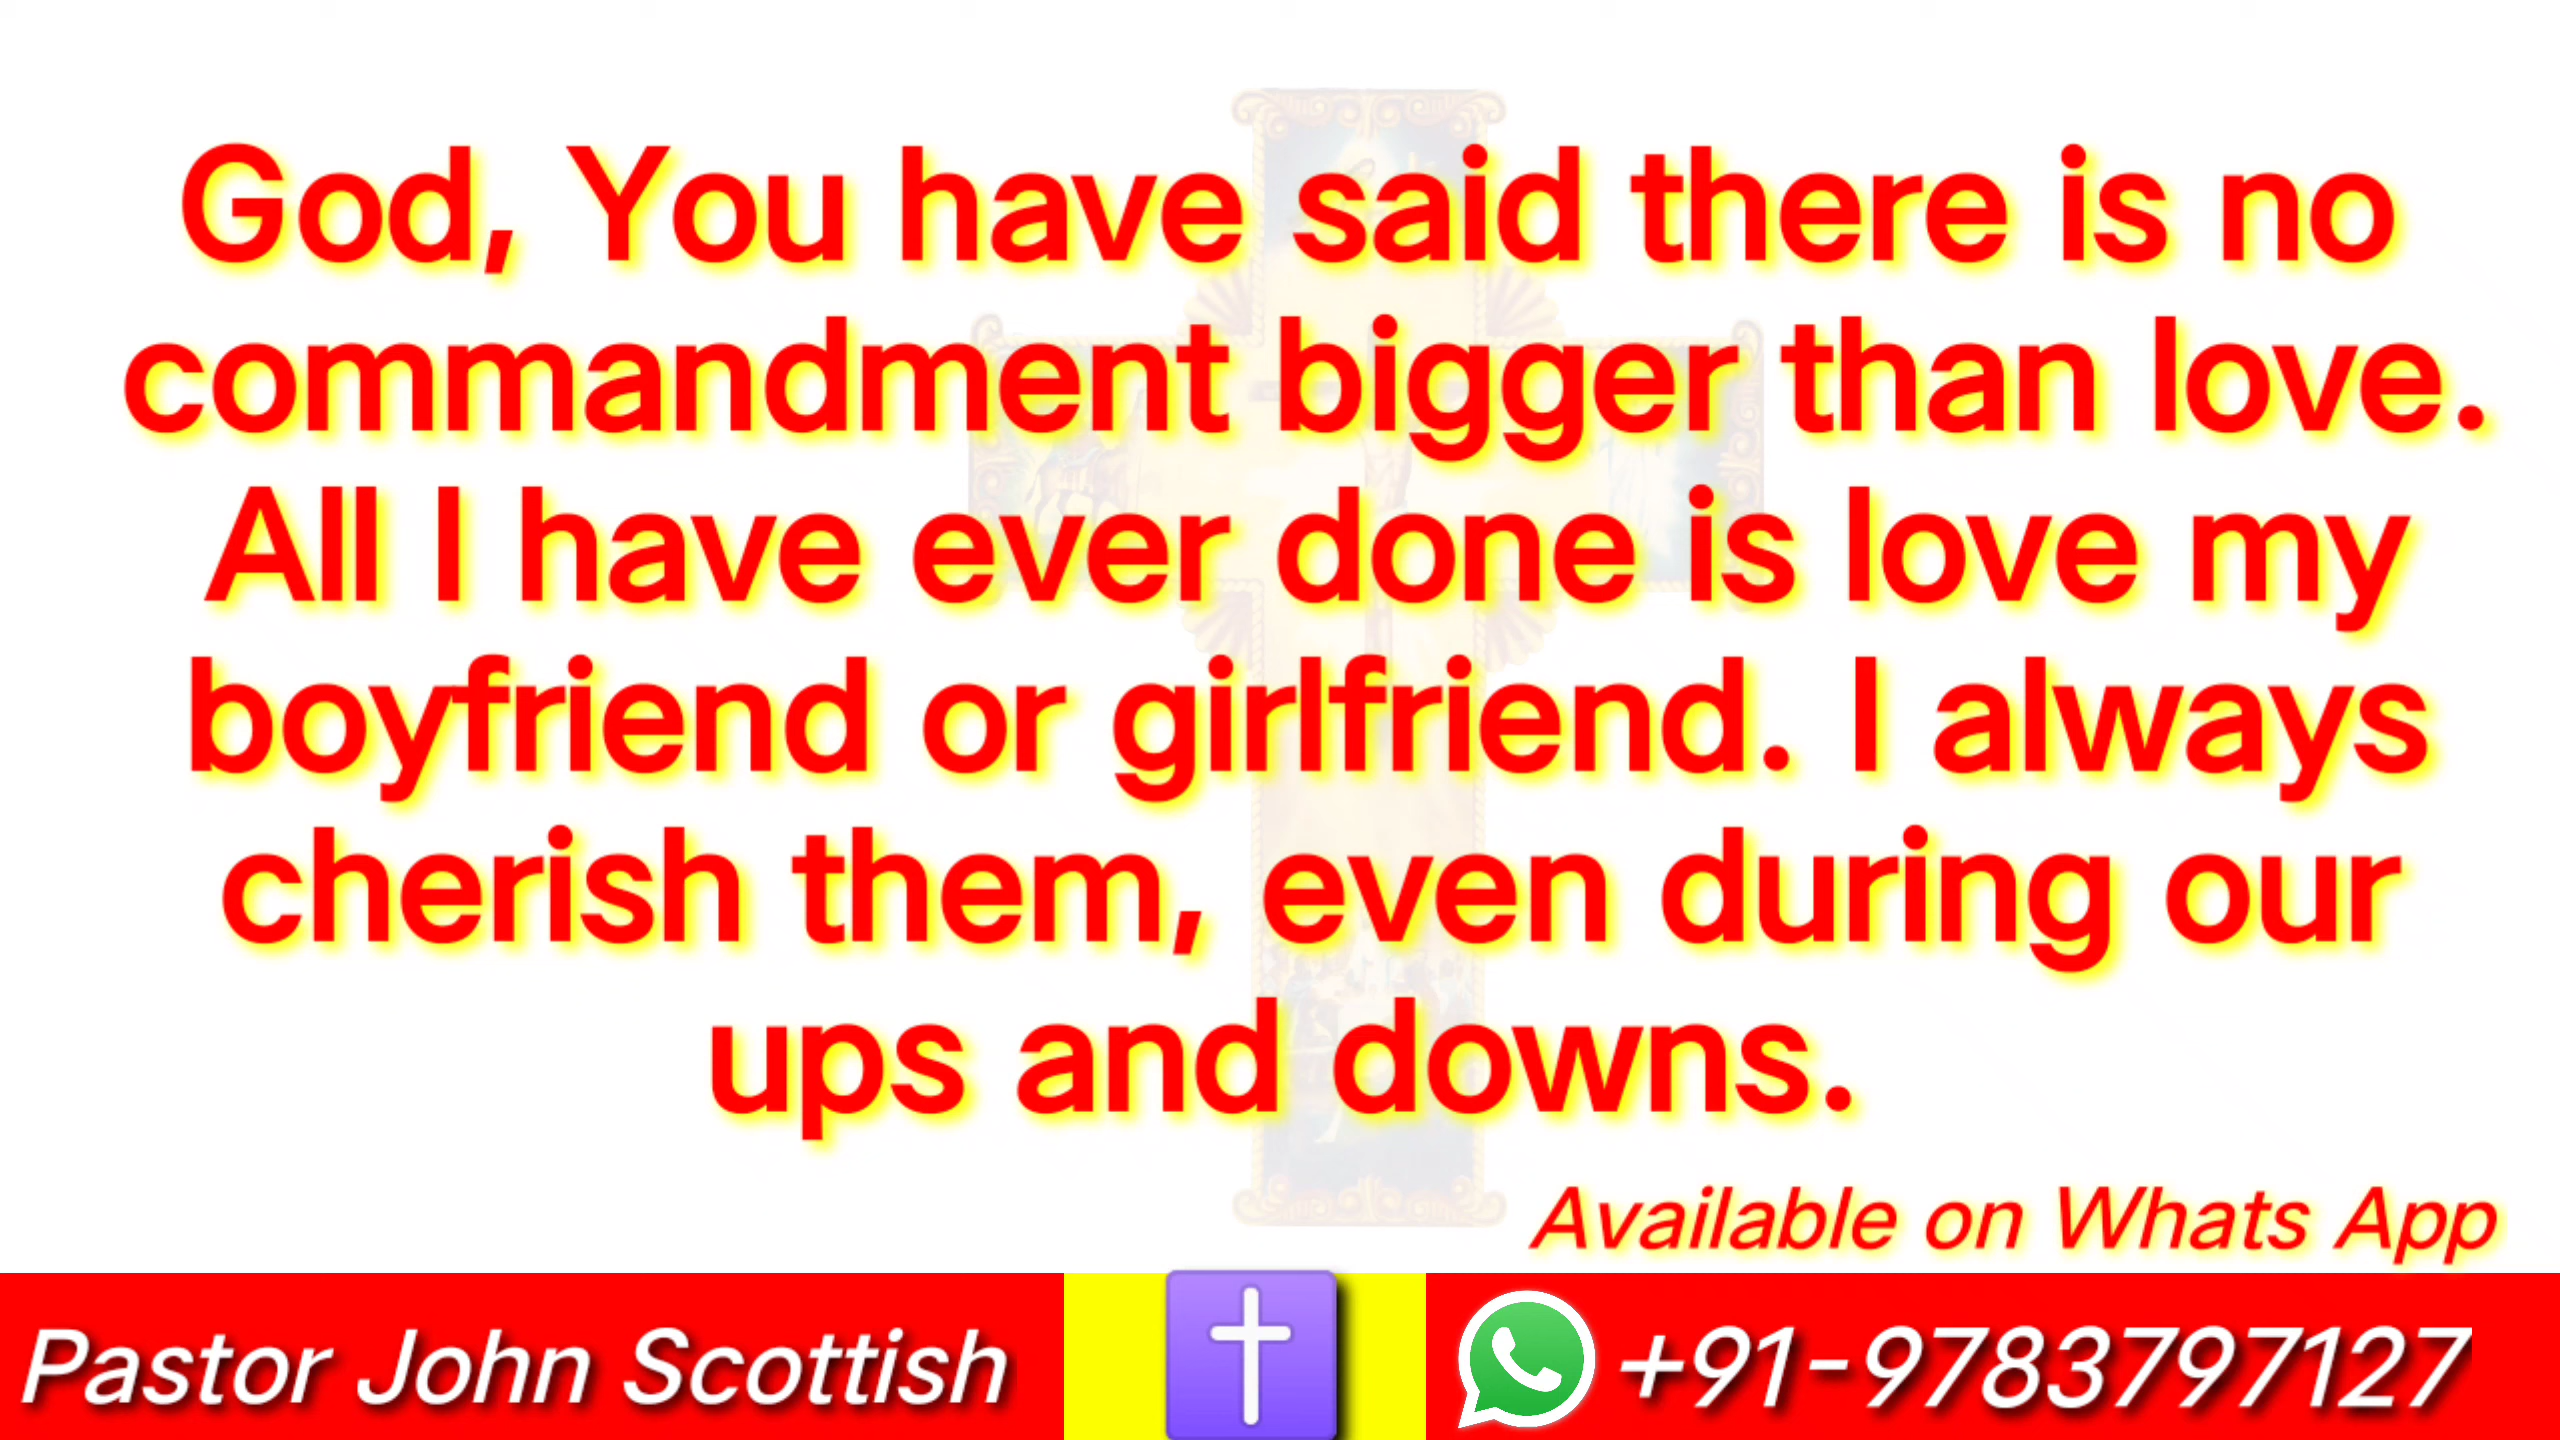 God, You have said there is no
commandment bigger than love.
All I have ever done is love my
boyfriend or girlfriend. I always
cherish them, even during our
ups and downs.
Available on Whats App
Pastor John Scottish
+91-9783797127